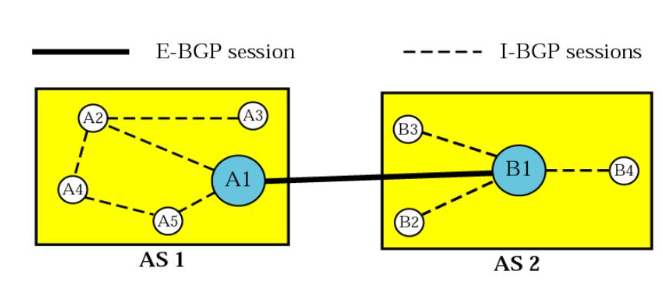 E-BGP session
I-BGP sessions
A2
A3
A4
A1
A5
AS 1
B3
B1
B4
B2
AS 2